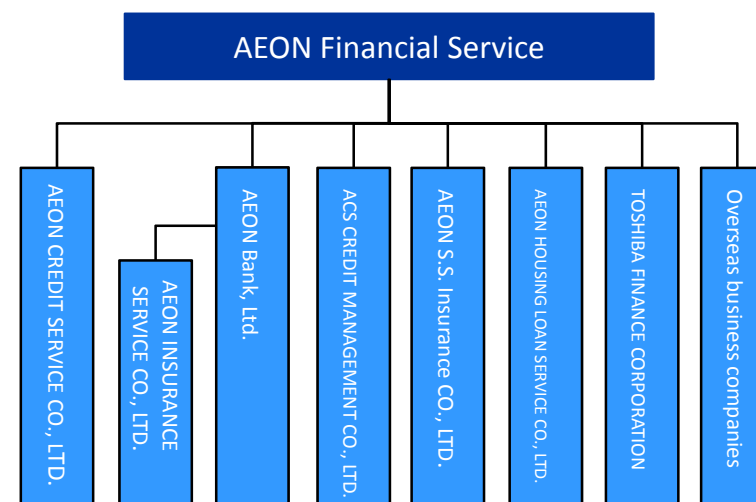 AEON Financial Service
AEON CREDIT SERVICE CO., LTD.
AEON INSURANCE
SERVICE CO., LTD.
AEON Bank, Ltd.
ACS CREDIT MANAGEMENT CO., LTD.
AEON S.S. Insurance CO., LTD.
AEON HOUSING LOAN SERVICE CO., LTD.
TOSHIBA FINANCE CORPORATION
Overseas business companies